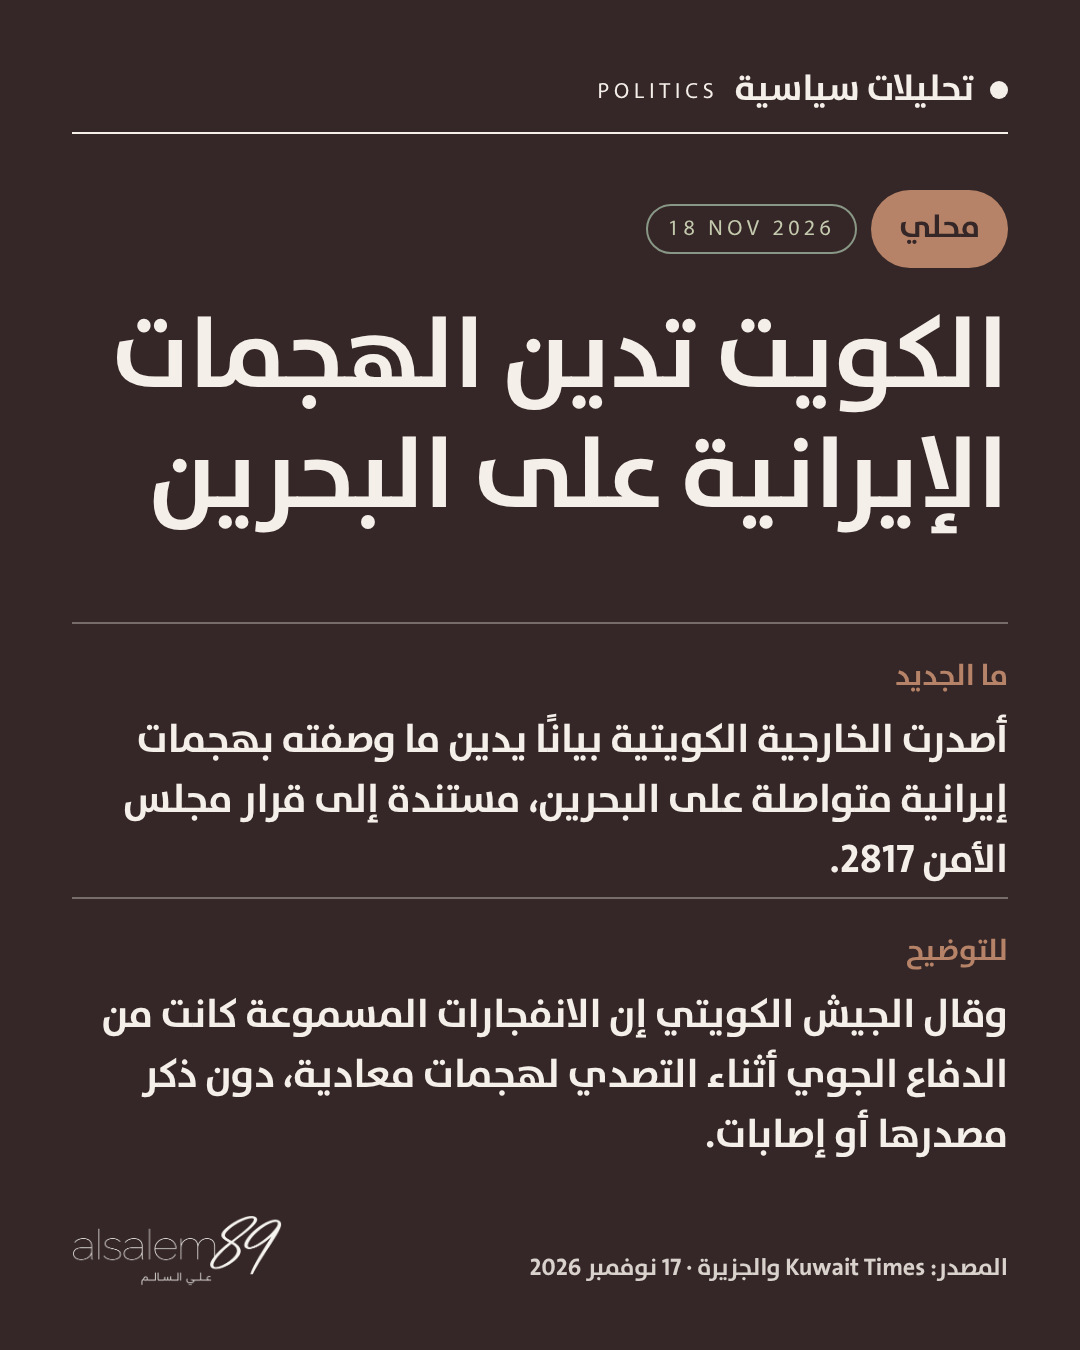 تحليلات سياسية POLITICS
محلي 18 NOV 2026
الكويت تدين الهجمات
الإيرانية على البحرين
ما الجديد
أصدرت الخارجية الكويتية بيانًا يدين ما وصفته بهجمات
إيرانية متواصلة على البحرين، مستندة إلى قرار مجلس
الأمن 2817.
للتوضيح
وقال الجيش الكويتي إن الانفجارات المسموعة كانت من
الدفاع الجوي أثناء التصدي لهجمات معادية، دون ذكر
مصدرها أو إصابات.
المصدر: Kuwait Times والجزيرة · 17 نوفمبر 2026
alsalem89
علي السالم